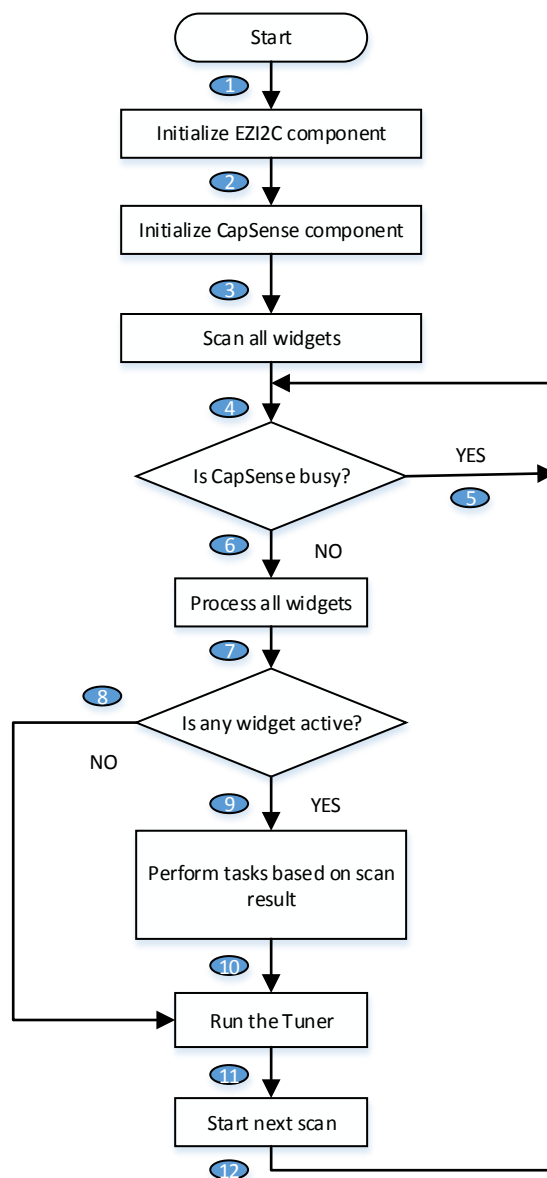 Start
1
Initialize EZI2C component
2
Initialize CapSense component
3
Scan all widgets
4
Is CapSense busy?
YES
5
6
NO
Process all widgets
7
8
Is any widget active?
NO
9
YES
Perform tasks based on scan
result
10
Run the Tuner
11
Start next scan
12